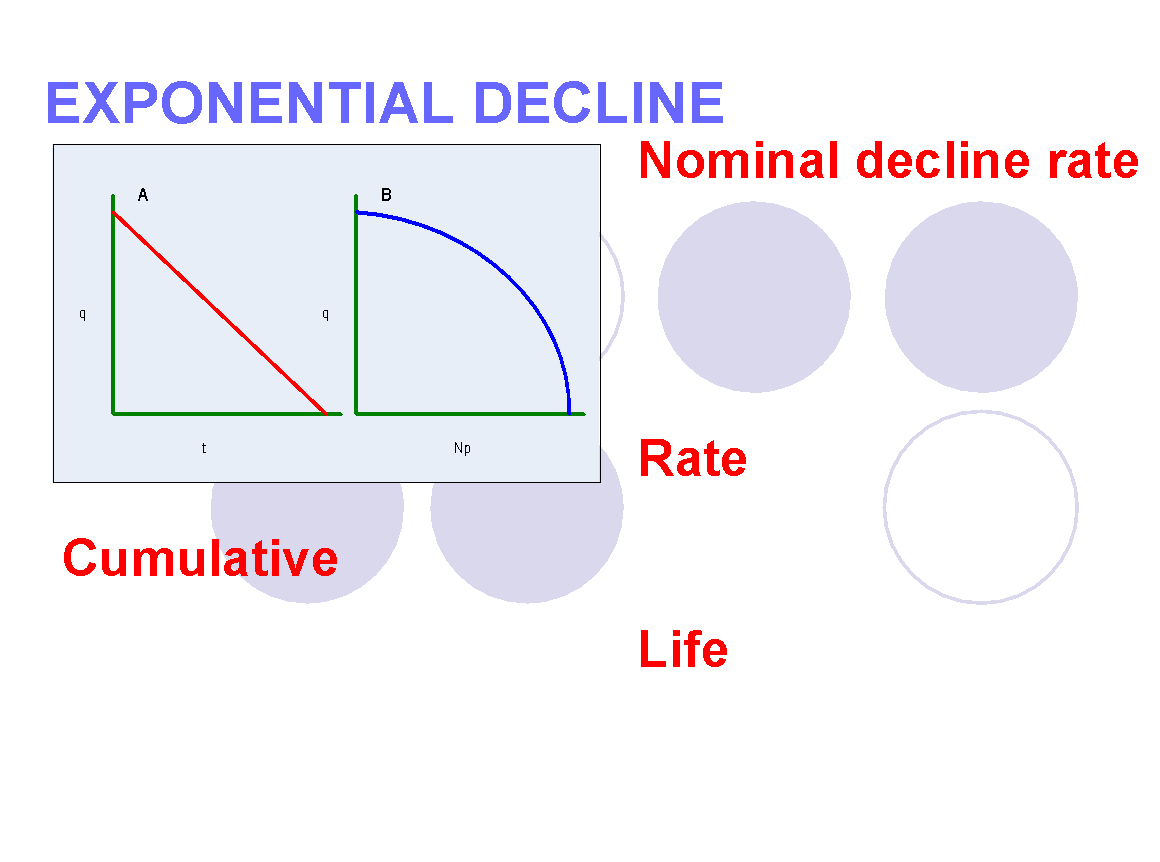 EXPONENTIAL DECLINE
Nominal decline rate
A
B
q
q
t
Np
Rate
Cumulative
Life